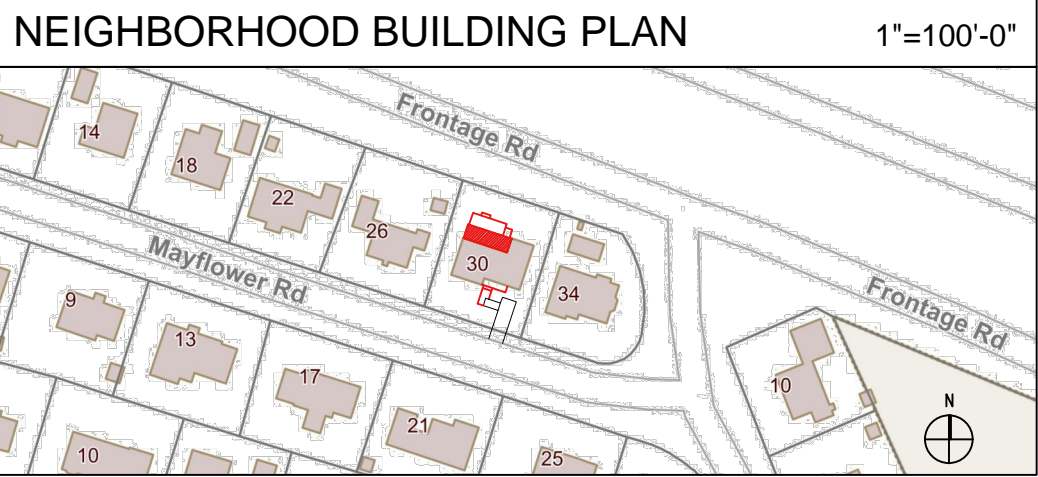 NEIGHBORHOOD BUILDING PLAN 1"=100'-0"
Frontage Rd
14
18
22
26
30
34
Mayflower Rd
Frontage Rd
9
13
17
21
25
10
10
N